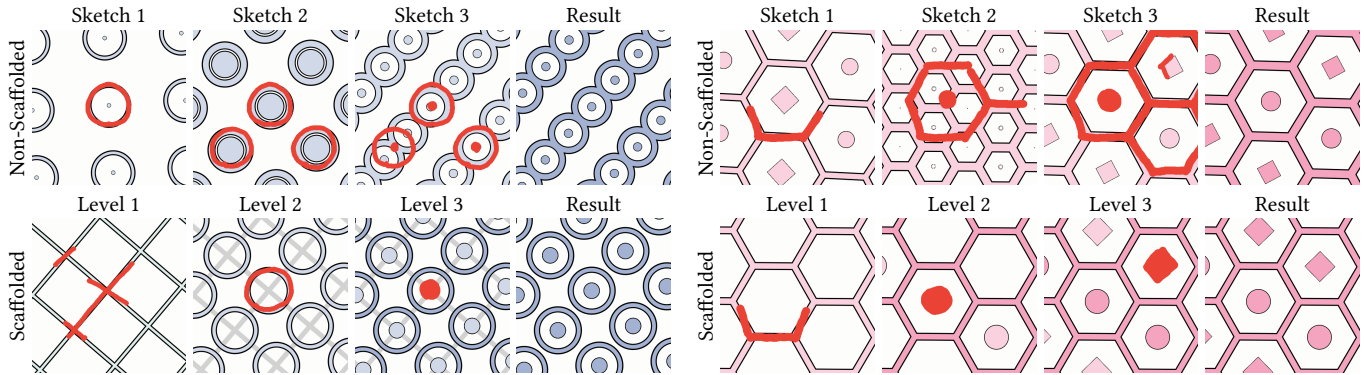 Sketch 1 Sketch 2 Sketch 3 Result Sketch 1 Sketch 2 Sketch 3 Result
Non-Scaffolded Non-Scaffolded
Level 1 Level 2 Level 3 Result Level 1 Level 2 Level 3 Result
Scaffolded Scaffolded